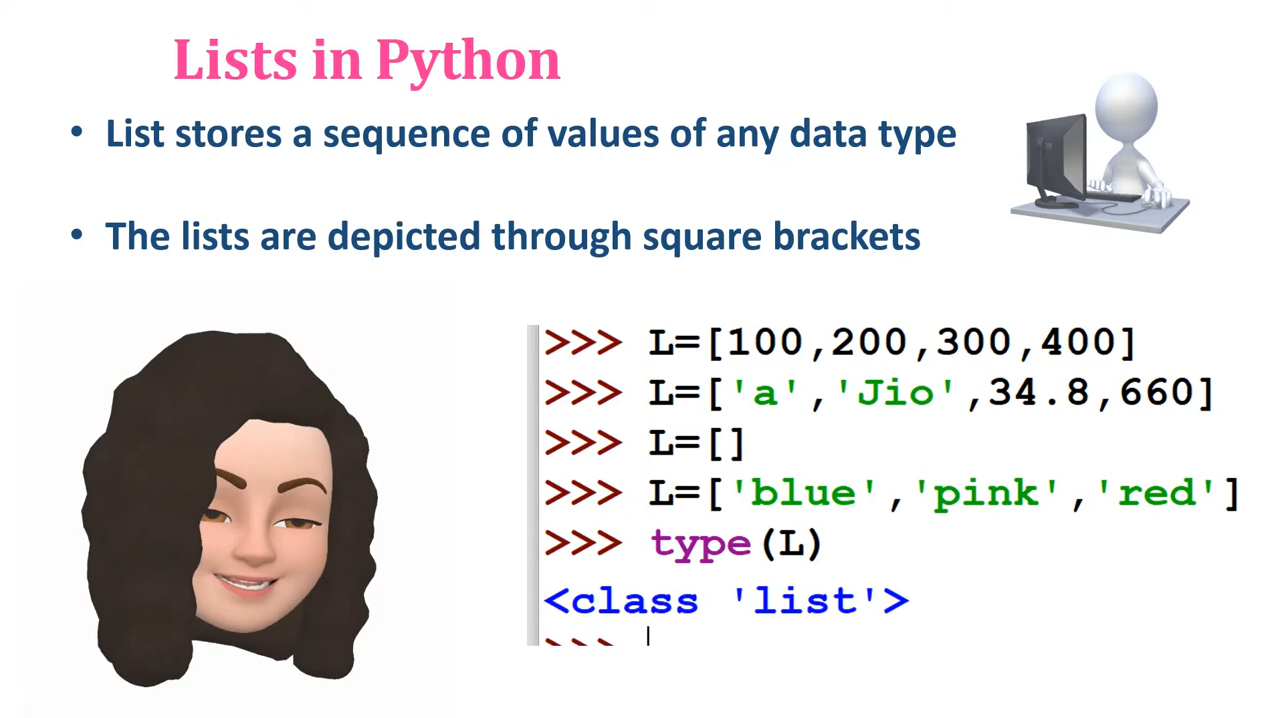 Lists in Python
• List stores a sequence of values of any data type
• The lists are depicted through square brackets
>>> L=[100,200,300,400]
>>> L=['a','Jio',34.8,660]
>>> L=[]
>>> L=['blue','pink','red']
>>> type(L)
<class 'list'>
>>>